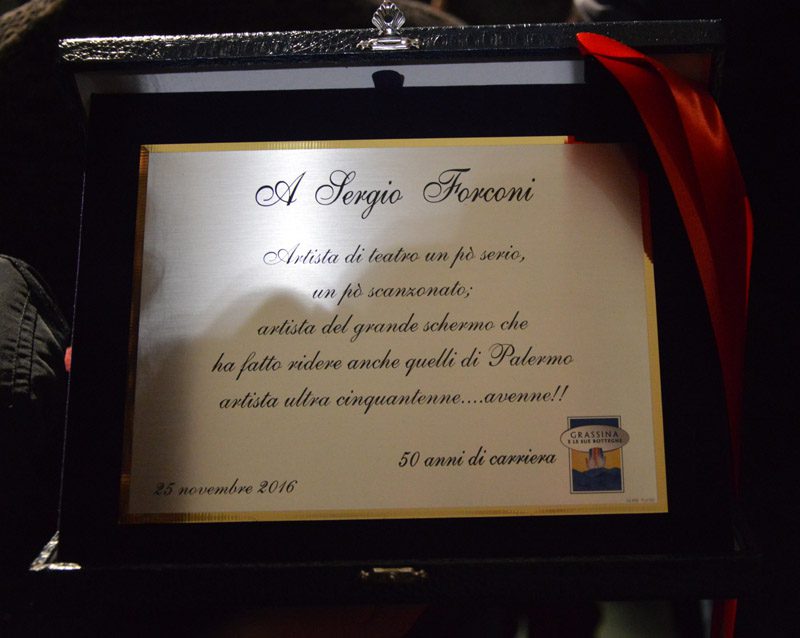 A Sergio Forconi
Artista di teatro un pò serio,
un pò scanzonato;
artista del grande schermo che
ha fatto ridere anche quelli di Palermo
artista ultra cinquantenne....avenne!!
50 anni di carriera
GRASSINA
E LE SUE BOTTEGHE
25 novembre 2016